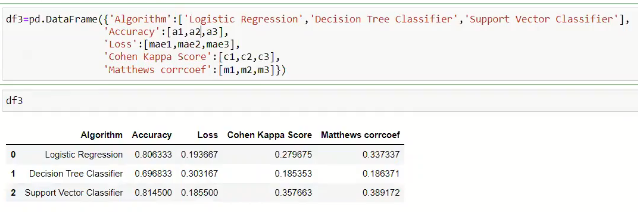 df3=pd.DataFrame({'Algorithm':['Logistic Regression','Decision Tree Classifier','Support Vector Classifier'],
'Accuracy':[a1,a2,a3],
'Loss':[mae1,mae2,mae3],
'Cohen Kappa Score':[c1,c2,c3],
'Matthews corrcoef':[m1,m2,m3]})
df3
Algorithm Accuracy Loss Cohen Kappa Score Matthews corrcoef
0 Logistic Regression 0.806333 0.193667 0.279675 0.337337
1 Decision Tree Classifier 0.696833 0.303167 0.185353 0.186371
2 Support Vector Classifier 0.814500 0.185500 0.357663 0.389172